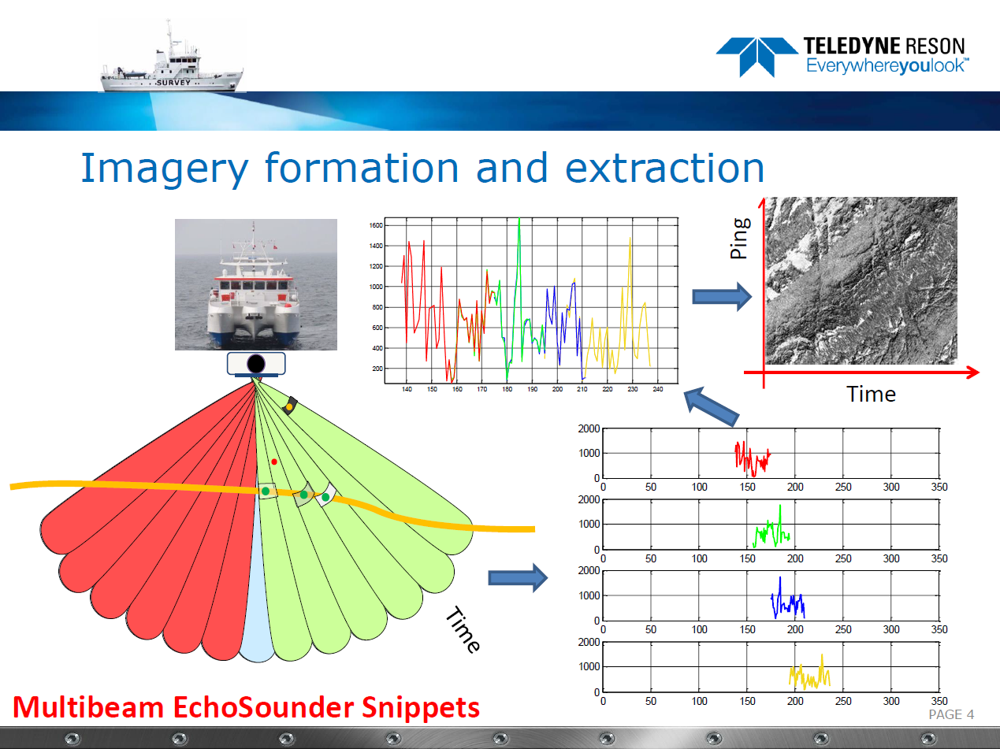 SURVEY
TELEDYNE RESON
Everywhereyoulook™
Imagery formation and extraction
1600
1400
1200
1000
800
600
400
200
140 150 160 170 180 190 200 210 220 230 240
Ping
Time
2000
1000
0
0 50 100 150 200 250 300 350
2000
1000
0
0 50 100 150 200 250 300 350
2000
1000
0
0 50 100 150 200 250 300 350
2000
1000
0
0 50 100 150 200 250 300 350
Time
Multibeam EchoSounder Snippets
PAGE 4